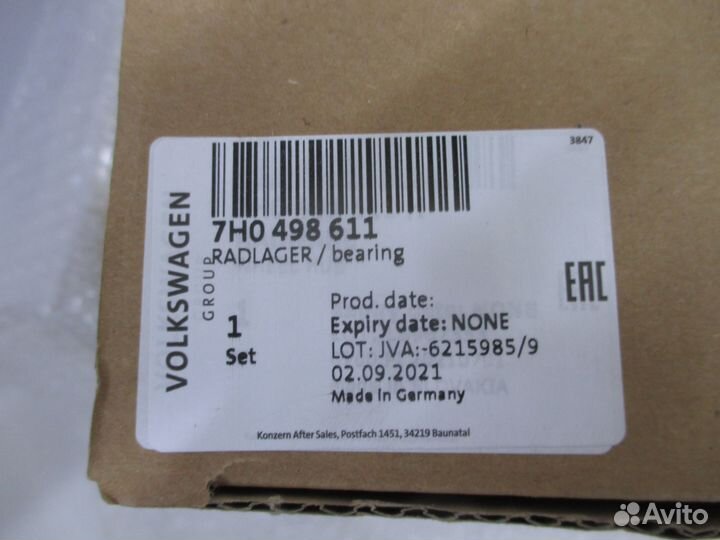 3847
VOLKSWAGEN
GROUP
7H0 498 611
RADLAGER / bearing
EAC
1
Set
Prod. date:
Expiry date: NONE
LOT: JVA:-6215985/9
02.09.2021
Made in Germany
Konzern After Sales, Postfach 1451, 34219 Baunatal
Avito